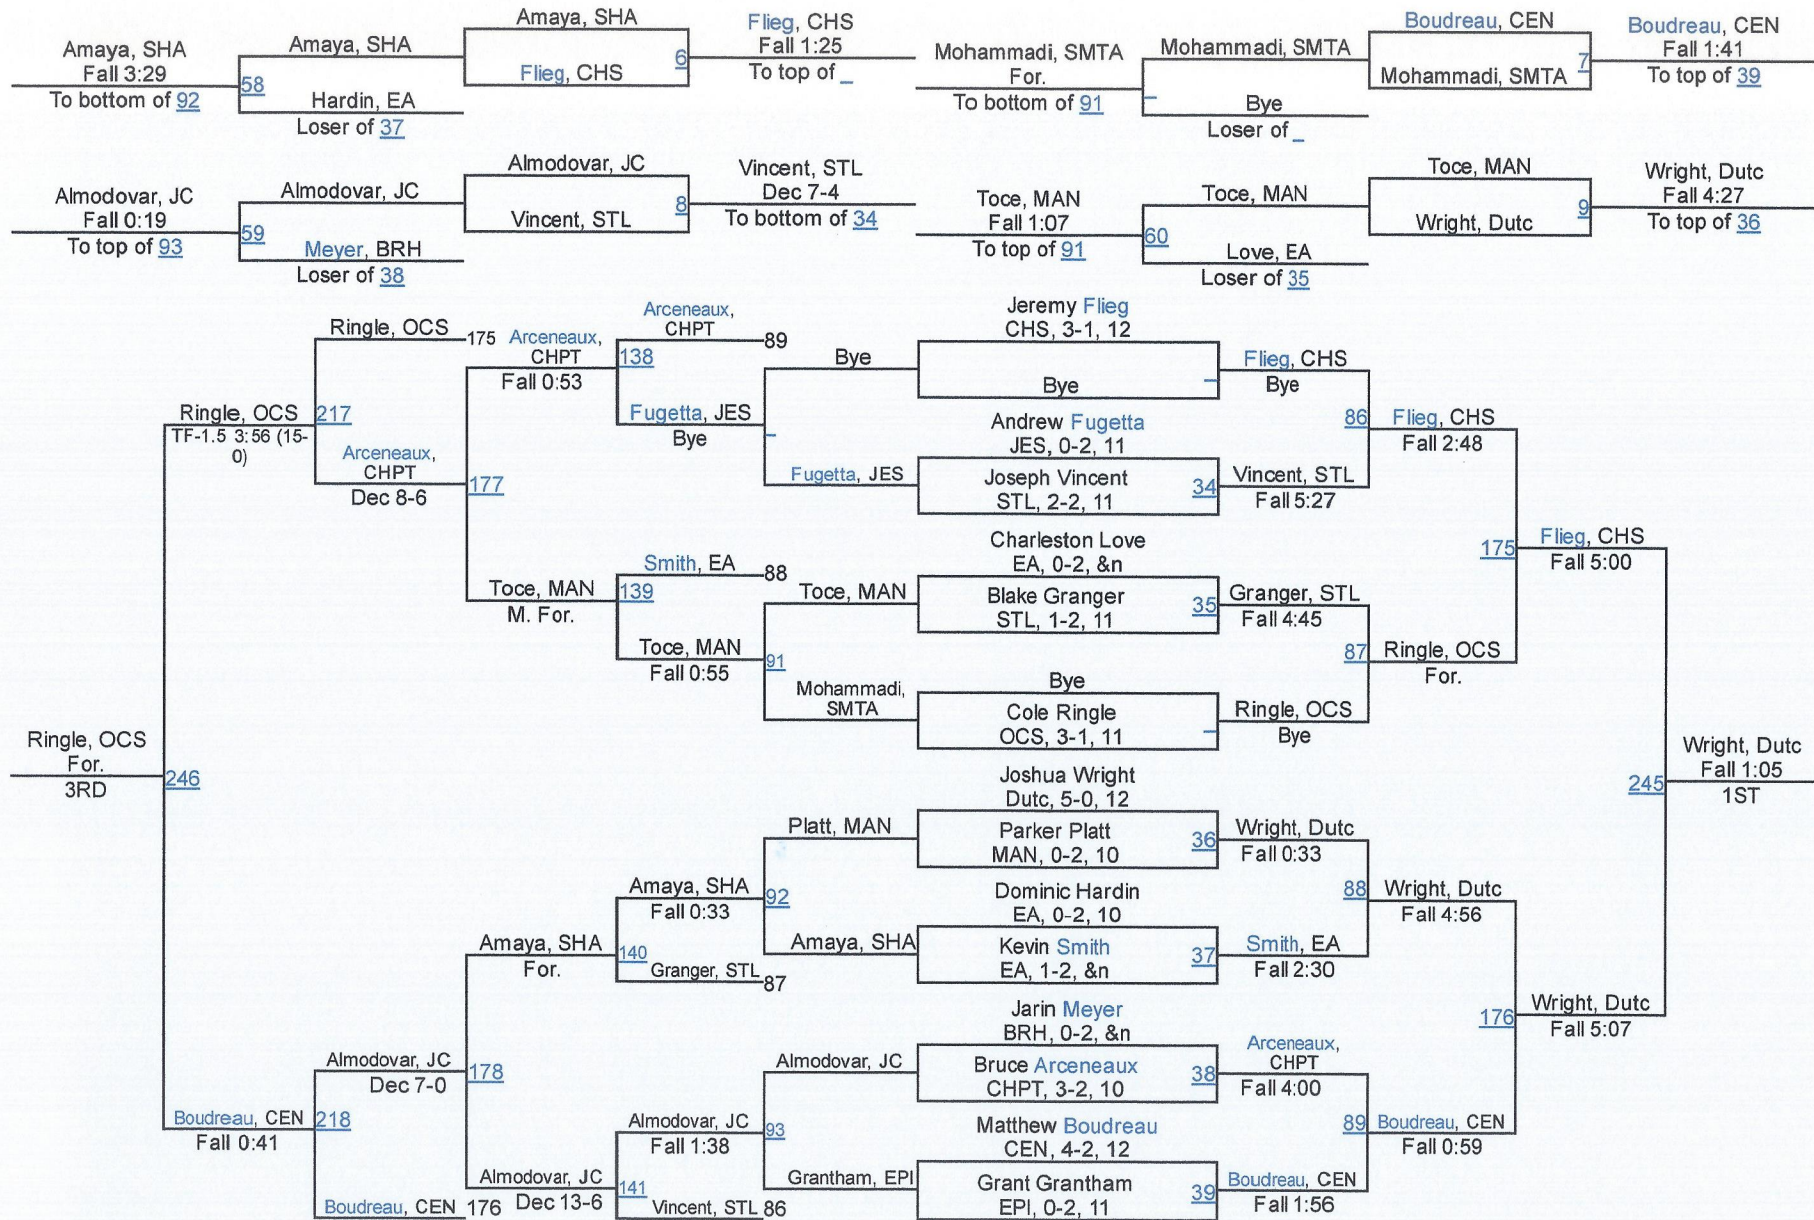 Amaya, SHA
Fall 3:29
To bottom of 92
Amaya, SHA
58
Hardin, EA
Loser of 37
Amaya, SHA
Flieg, CHS
6
Flieg, CHS
Fall 1:25
To top of _
Mohammadi, SMTA
For.
To bottom of 91
Mohammadi, SMTA
_
Bye
Loser of _
Boudreau, CEN
Mohammadi, SMTA
7
Boudreau, CEN
Fall 1:41
To top of 39
Almodovar, JC
Fall 0:19
To top of 93
Almodovar, JC
59
Meyer, BRH
Loser of 38
Almodovar, JC
Vincent, STL
8
Vincent, STL
Dec 7-4
To bottom of 34
Toce, MAN
Fall 1:07
To top of 91
Toce, MAN
60
Love, EA
Loser of 35
Toce, MAN
Wright, Dutc
9
Wright, Dutc
Fall 4:27
To top of 36
Ringle, OCS
For.
3RD
246
Ringle, OCS
TF-1.5 3:56 (15-
0)
217
Ringle, OCS
175
Arceneaux,
CHPT
Dec 8-6
177
Arceneaux,
CHPT
Fall 0:53
138
Arceneaux,
CHPT
89
Fugetta, JES
Bye
_
Bye
Fugetta, JES
Toce, MAN
M. For.
139
Smith, EA
88
Toce, MAN
Fall 0:55
91
Toce, MAN
Mohammadi,
SMTA
Boudreau, CEN
Fall 0:41
218
Almodovar, JC
Dec 7-0
178
Boudreau, CEN
176
Amaya, SHA
For.
140
Amaya, SHA
Fall 0:33
92
Platt, MAN
Amaya, SHA
Granger, STL
87
Almodovar, JC
Dec 13-6
141
Almodovar, JC
Fall 1:38
93
Almodovar, JC
Grantham, EPI
Vincent, STL
86
Jeremy Flieg
CHS, 3-1, 12
Bye
_
Flieg, CHS
Bye
Andrew Fugetta
JES, 0-2, 11
Joseph Vincent
STL, 2-2, 11
34
Vincent, STL
Fall 5:27
86
Flieg, CHS
Fall 2:48
Charleston Love
EA, 0-2, &n
Blake Granger
STL, 1-2, 11
35
Granger, STL
Fall 4:45
Bye
Cole Ringle
OCS, 3-1, 11
_
Ringle, OCS
Bye
87
Ringle, OCS
For.
175
Flieg, CHS
Fall 5:00
Joshua Wright
Dutc, 5-0, 12
Parker Platt
MAN, 0-2, 10
36
Wright, Dutc
Fall 0:33
Dominic Hardin
EA, 0-2, 10
Kevin Smith
EA, 1-2, &n
37
Smith, EA
Fall 2:30
88
Wright, Dutc
Fall 4:56
Jarin Meyer
BRH, 0-2, &n
Bruce Arceneaux
CHPT, 3-2, 10
38
Arceneaux,
CHPT
Fall 4:00
Matthew Boudreau
CEN, 4-2, 12
Grant Grantham
EPI, 0-2, 11
39
Boudreau, CEN
Fall 1:56
89
Boudreau, CEN
Fall 0:59
176
Wright, Dutc
Fall 5:07
245
Wright, Dutc
Fall 1:05
1ST